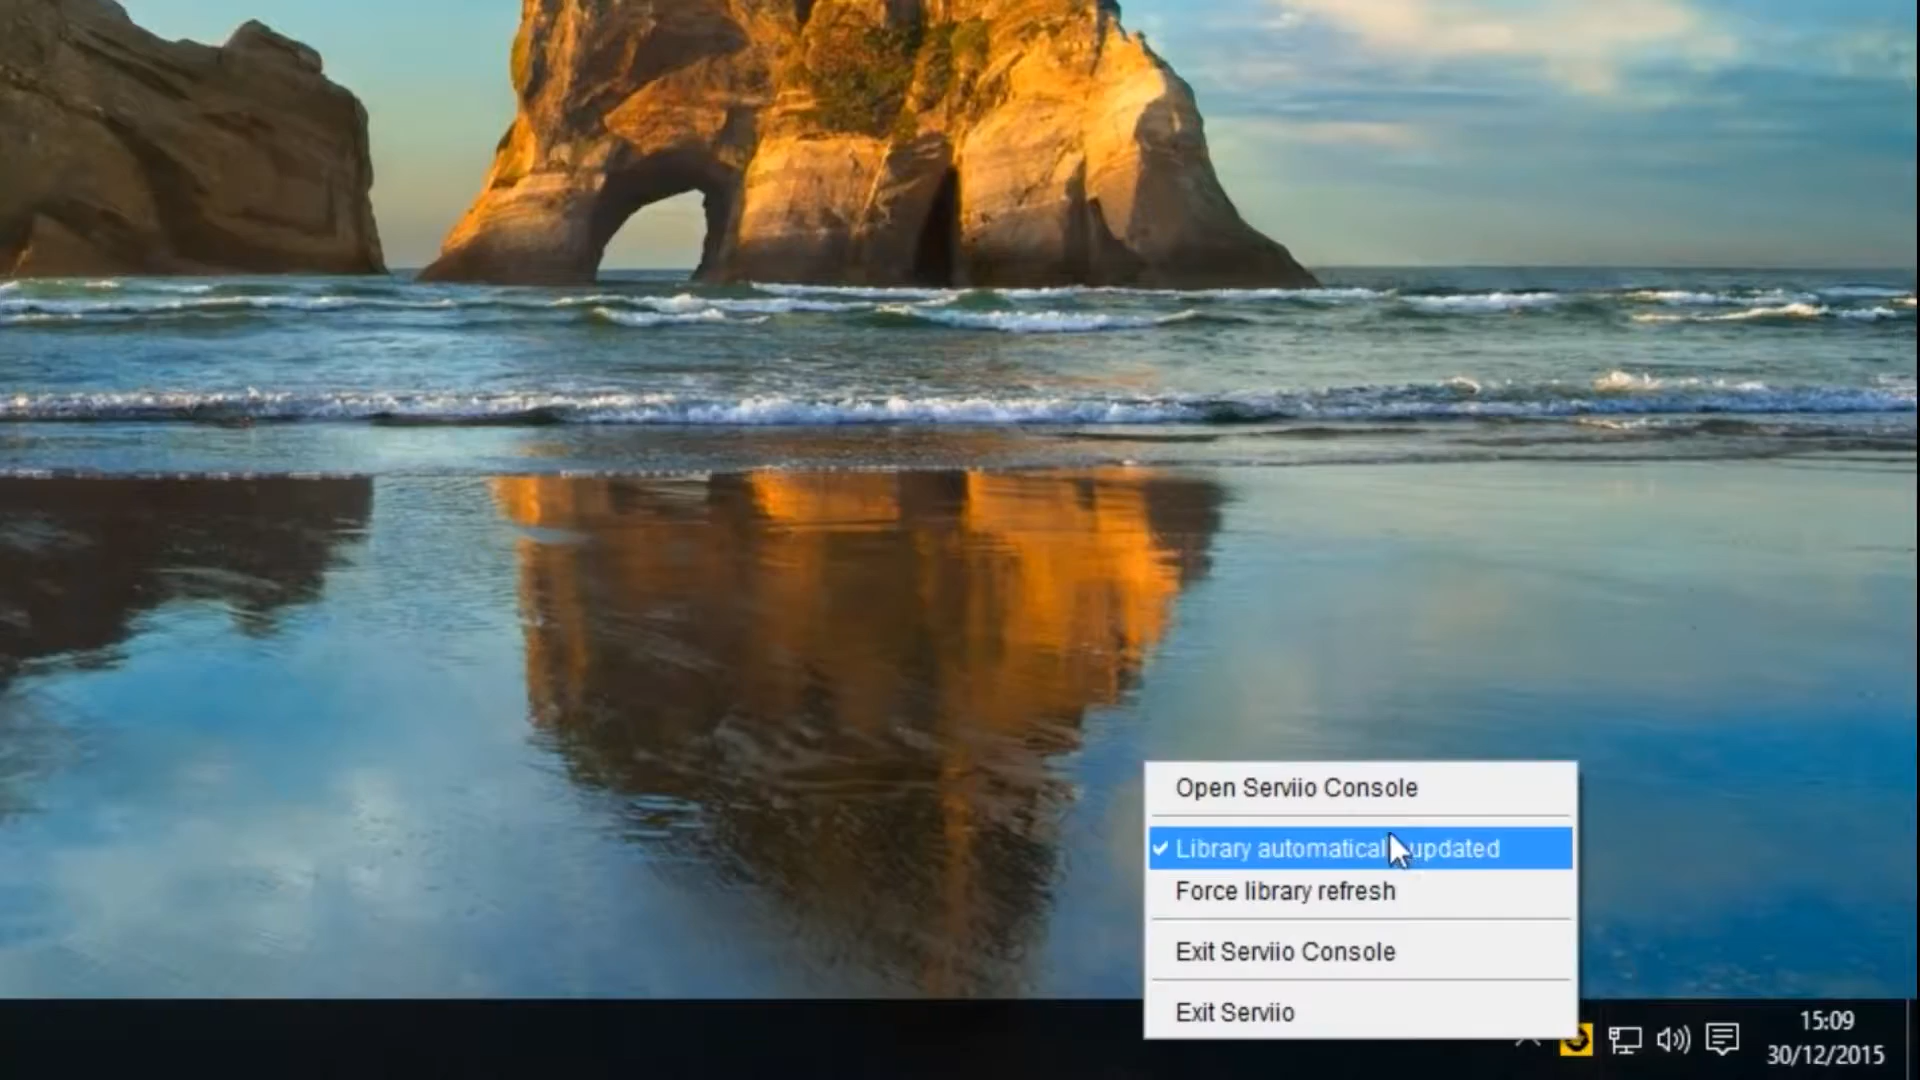 Open Serviio Console
Library automatically updated
Force library refresh
Exit Serviio Console
Exit Serviio
15:09
30/12/2015